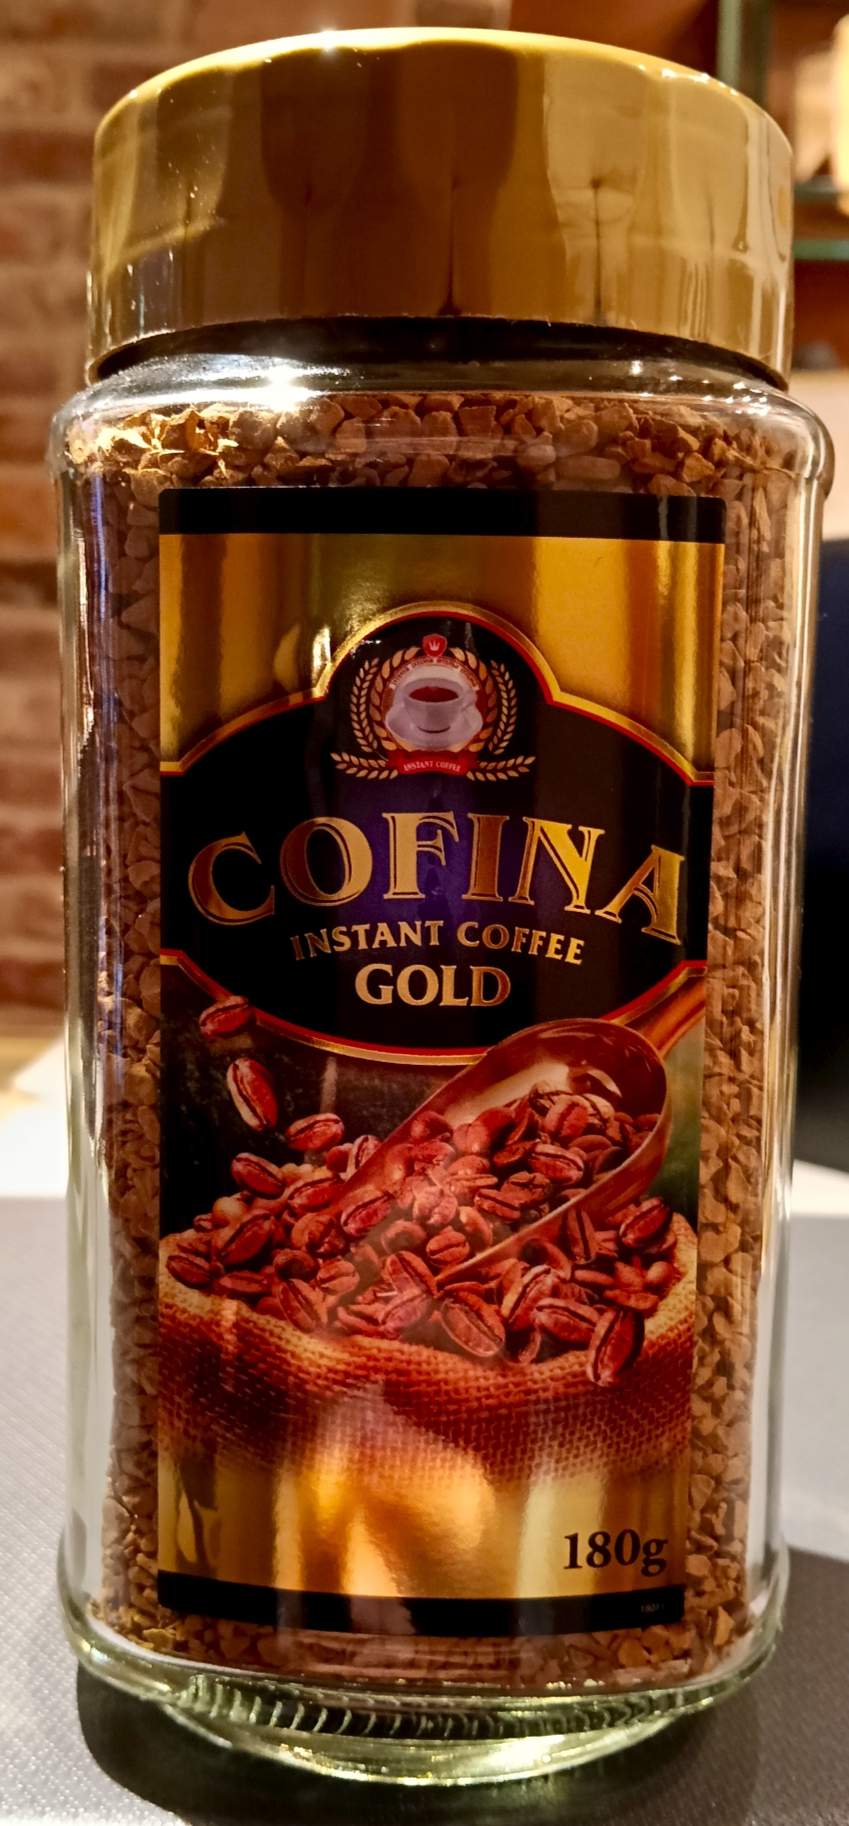 INSTANT COFFEE
COFINA
INSTANT COFFEE
GOLD
180g